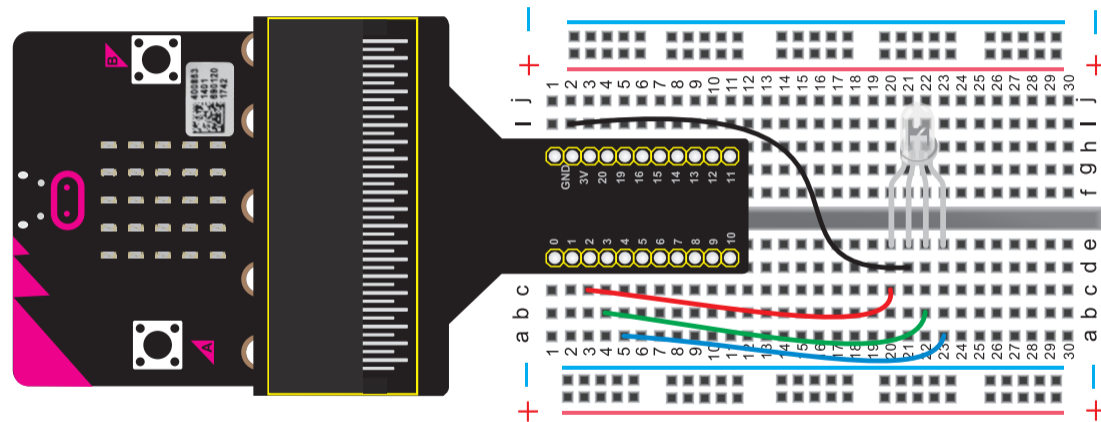 B
400883
1401
690120
1742
A
GND 3V 20 19 16 15 14 13 12 11
0 1 2 3 4 5 6 7 8 9 10
− −
+ +
1 2 3 4 5 6 7 8 9 10 11 12 13 14 15 16 17 18 19 20 21 22 23 24 25 26 27 28 29 30
j j
I I
h
g
f
e
d
c c
b b
a a
1 2 3 4 5 6 7 8 9 10 11 12 13 14 15 16 17 18 19 20 21 22 23 24 25 26 27 28 29 30
− −
+ +